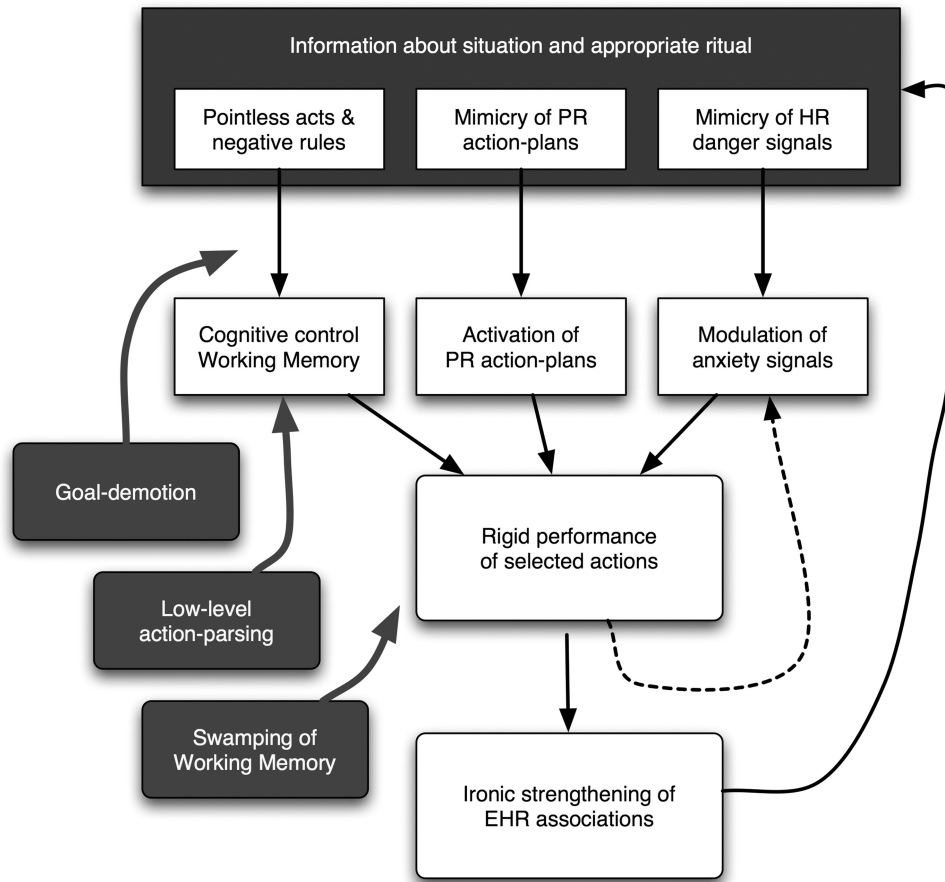 Information about situation and appropriate ritual
Pointless acts &
negative rules
Mimicry of PR
action-plans
Mimicry of HR
danger signals
Cognitive control
Working Memory
Activation of
PR action-plans
Modulation of
anxiety signals
Goal-demotion
Rigid performance
of selected actions
Low-level
action-parsing
Swamping of
Working Memory
Ironic strengthening of
EHR associations